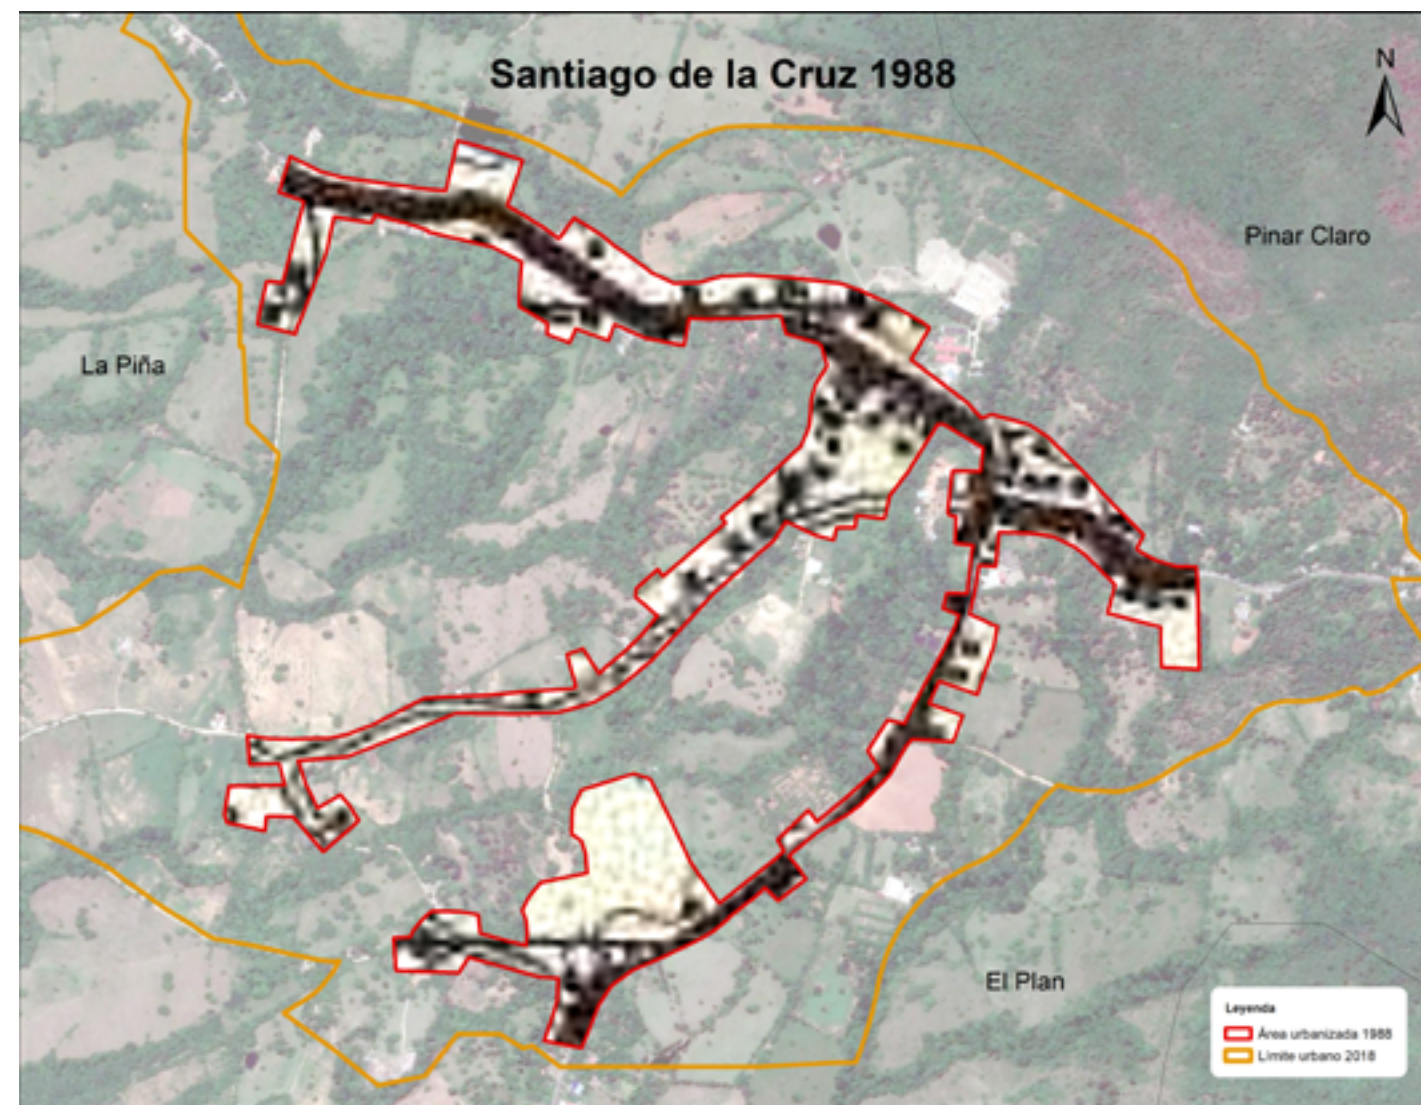 Santiago de la Cruz 1988
N
Pinar Claro
La Piña
El Plan
Leyenda
Área urbanizada 1988
Límite urbano 2018